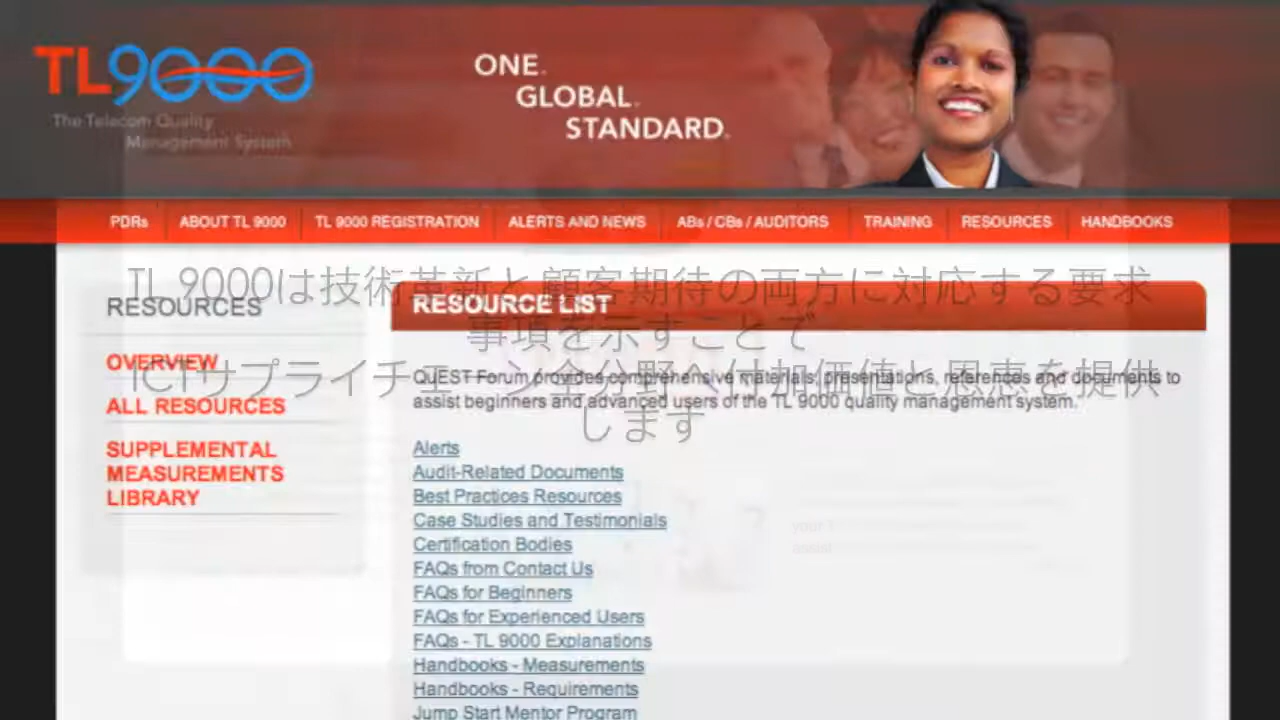 TL9000
The Telecom Quality
Management System
ONE.
GLOBAL.
STANDARD.
PDRs
ABOUT TL 9000
TL 9000 REGISTRATION
ALERTS AND NEWS
ABs / CBs / AUDITORS
TRAINING
RESOURCES
HANDBOOKS
TL 9000は技術革新と顧客期待の両方に対応する要求
事項を示すことで
ICTサプライチェーン全分野へ付加価値と恩恵を提供
します
RESOURCES
OVERVIEW
ALL RESOURCES
SUPPLEMENTAL
MEASUREMENTS
LIBRARY
RESOURCE LIST
QuEST Forum provides comprehensive materials, presentations, references and documents to
assist beginners and advanced users of the TL 9000 quality management system.
Alerts
Audit-Related Documents
Best Practices Resources
Case Studies and Testimonials
Certification Bodies
FAQs from Contact Us
FAQs for Beginners
FAQs for Experienced Users
FAQs - TL 9000 Explanations
Handbooks - Measurements
Handbooks - Requirements
Jump Start Mentor Program
your